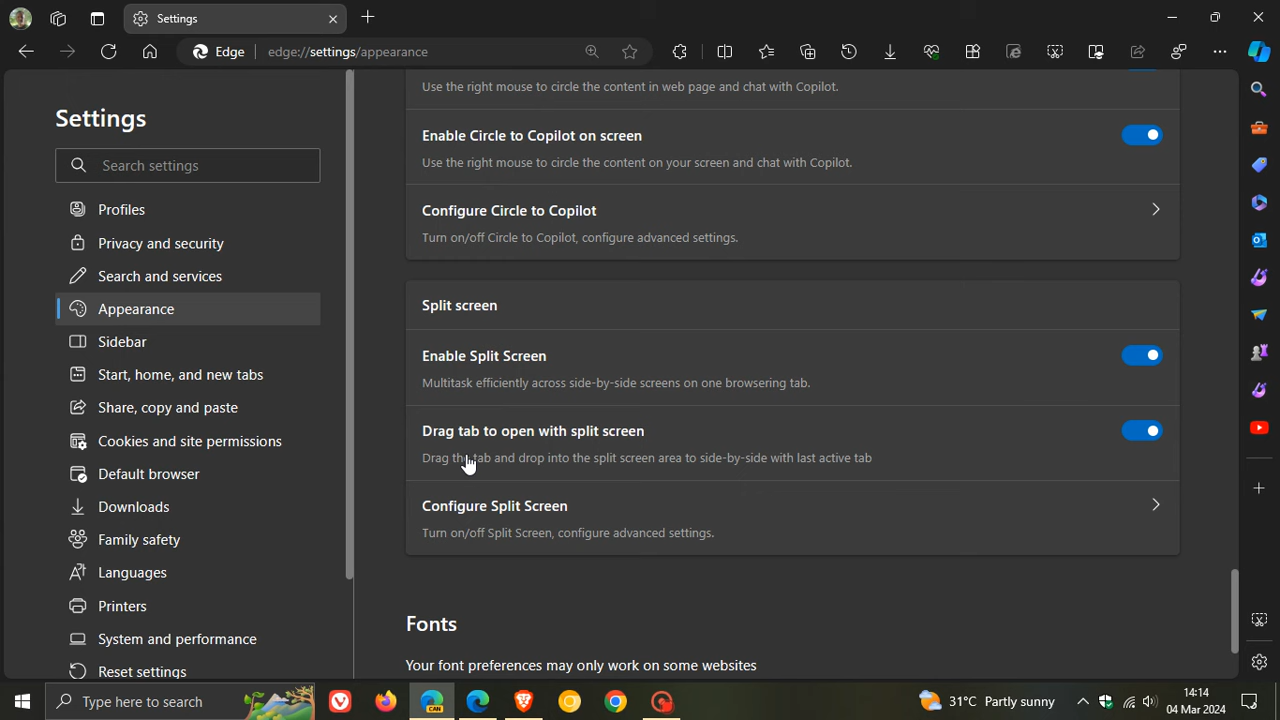 Settings
Edge
edge://settings/appearance
Settings
Search settings
Profiles
Privacy and security
Search and services
Appearance
Sidebar
Start, home, and new tabs
Share, copy and paste
Cookies and site permissions
Default browser
Downloads
Family safety
Languages
Printers
System and performance
Reset settings
Use the right mouse to circle the content in web page and chat with Copilot.
Enable Circle to Copilot on screen
Use the right mouse to circle the content on your screen and chat with Copilot.
Configure Circle to Copilot
Turn on/off Circle to Copilot, configure advanced settings.
Split screen
Enable Split Screen
Multitask efficiently across side-by-side screens on one browsering tab.
Drag tab to open with split screen
Drag the tab and drop into the split screen area to side-by-side with last active tab
Configure Split Screen
Turn on/off Split Screen, configure advanced settings.
Fonts
Your font preferences may only work on some websites
Type here to search
CAN
31°C Partly sunny
14:14
04 Mar 2024